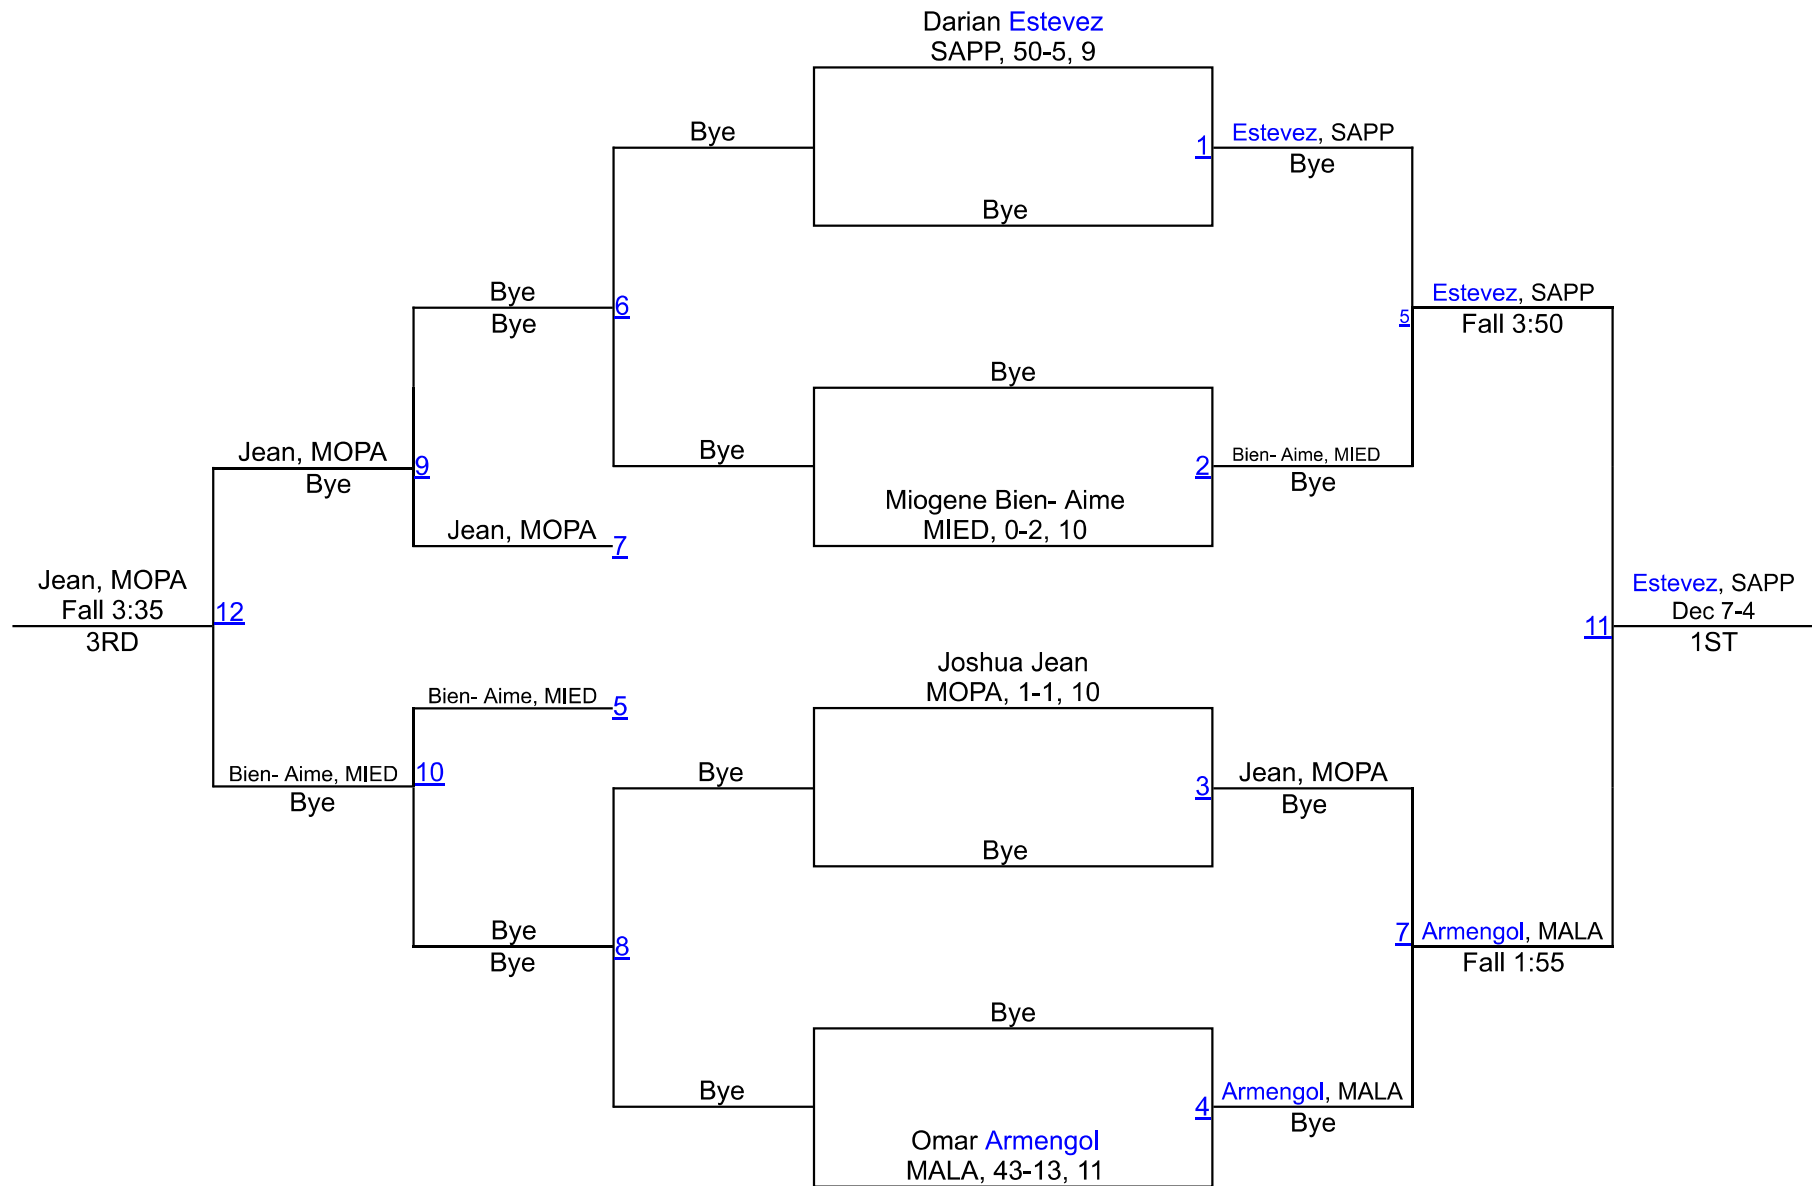 Darian Estevez
SAPP, 50-5, 9
Bye
1
Estevez, SAPP
Bye
Bye
Bye
Bye
6
5
Estevez, SAPP
Fall 3:50
Bye
Jean, MOPA
Bye
9
Bye
2
Bien- Aime, MIED
Bye
Miogene Bien- Aime
MIED, 0-2, 10
Jean, MOPA
7
Jean, MOPA
Fall 3:35
3RD
12
11
Estevez, SAPP
Dec 7-4
1ST
Joshua Jean
MOPA, 1-1, 10
Bien- Aime, MIED
5
Bien- Aime, MIED
Bye
10
Bye
3
Jean, MOPA
Bye
Bye
Bye
Bye
8
7
Armengol, MALA
Fall 1:55
Bye
Bye
4
Armengol, MALA
Bye
Omar Armengol
MALA, 43-13, 11